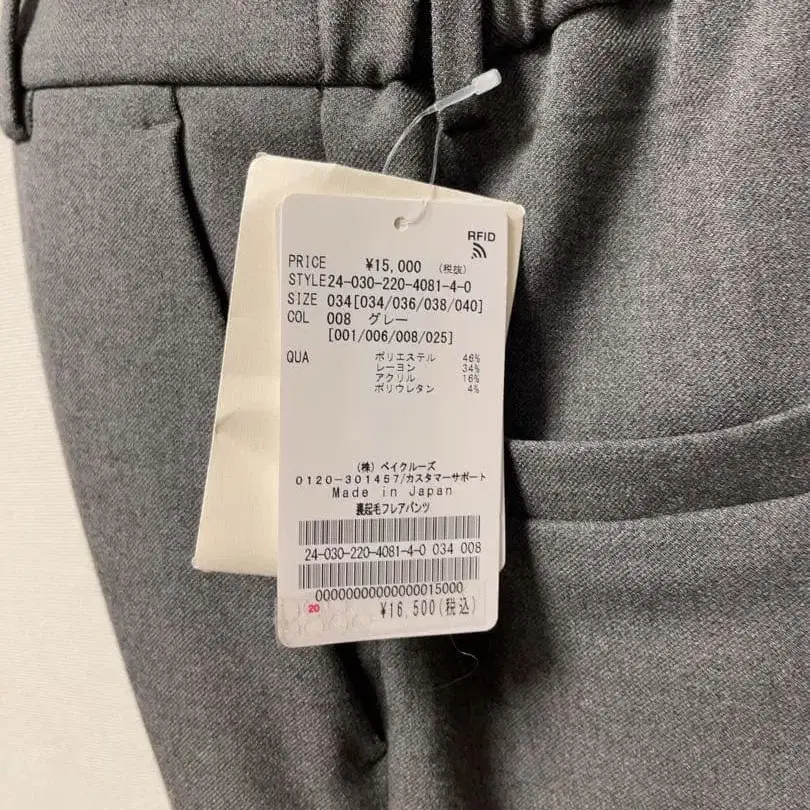 RFID
PRICE ¥15,000 (税抜)
STYLE24-030-220-4081-4-0
SIZE 034[034/036/038/040]
COL 008 グレー
[001/006/008/025]
QUA ポリエステル 46%
レーヨン 34%
アクリル 16%
ポリウレタン 4%
(株) ベイクルーズ
0120-301457/カスタマーサポート
Made in Japan
裏起毛フレアパンツ
24-030-220-4081-4-0 034 008
00000000000000015000
20
¥16,500(税込)